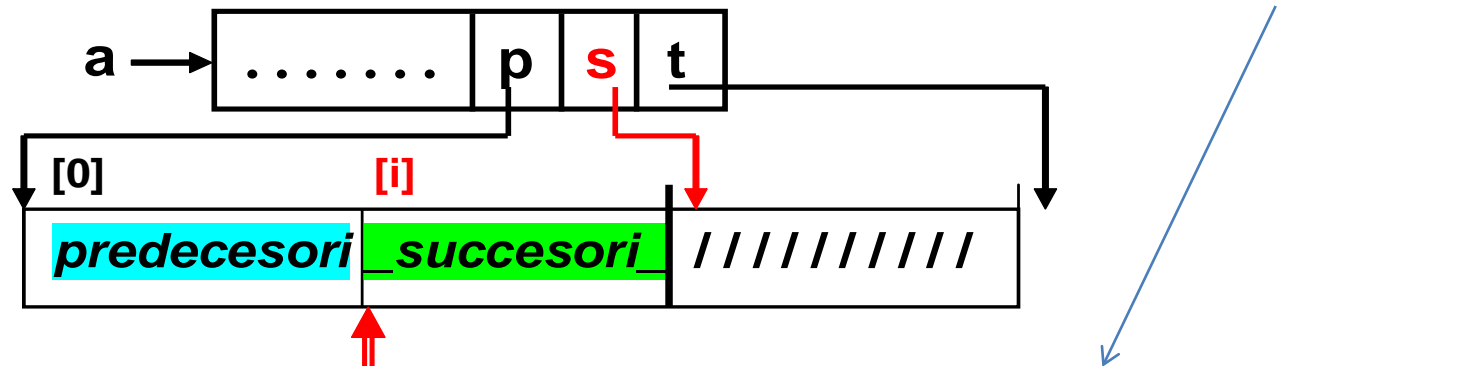 a . . . . . . . p s t
[0] [i]
predecesori _succesori_ / / / / / / / / / /